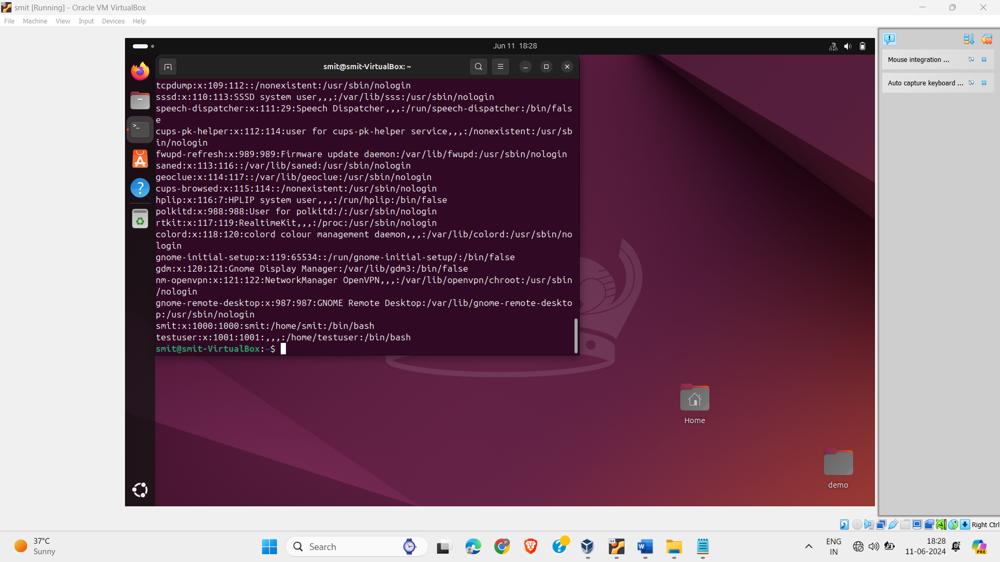 smit [Running] - Oracle VM VirtualBox
File Machine View Input Devices Help
Jun 11 18:28
smit@smit-VirtualBox: ~
tcpdump:x:109:112::/nonexistent:/usr/sbin/nologin
sssd:x:110:113:SSSD system user,,,:/var/lib/sss:/usr/sbin/nologin
speech-dispatcher:x:111:29:Speech Dispatcher,,,:/run/speech-dispatcher:/bin/fals
e
cups-pk-helper:x:112:114:user for cups-pk-helper service,,,:/nonexistent:/usr/sb
in/nologin
fwupd-refresh:x:989:989:Firmware update daemon:/var/lib/fwupd:/usr/sbin/nologin
saned:x:113:116::/var/lib/saned:/usr/sbin/nologin
geoclue:x:114:117::/var/lib/geoclue:/usr/sbin/nologin
cups-browsed:x:115:114::/nonexistent:/usr/sbin/nologin
hplip:x:116:7:HPLIP system user,,,:/run/hplip:/bin/false
polkitd:x:988:988:User for polkitd:/:/usr/sbin/nologin
rtkit:x:117:119:RealtimeKit,,,:/proc:/usr/sbin/nologin
colord:x:118:120:colord colour management daemon,,,:/var/lib/colord:/usr/sbin/no
login
gnome-initial-setup:x:119:65534::/run/gnome-initial-setup/:/bin/false
gdm:x:120:121:Gnome Display Manager:/var/lib/gdm3:/bin/false
nm-openvpn:x:121:122:NetworkManager OpenVPN,,,:/var/lib/openvpn/chroot:/usr/sbin
/nologin
gnome-remote-desktop:x:987:987:GNOME Remote Desktop:/var/lib/gnome-remote-deskto
p:/usr/sbin/nologin
smit:x:1000:1000:smit:/home/smit:/bin/bash
testuser:x:1001:1001:,,,:/home/testuser:/bin/bash
smit@smit-VirtualBox:~$
Home
demo
Mouse integration ...
Auto capture keyboard ...
Right Ctrl
37°C
Sunny
Search
ENG
IN
18:28
11-06-2024
PRE